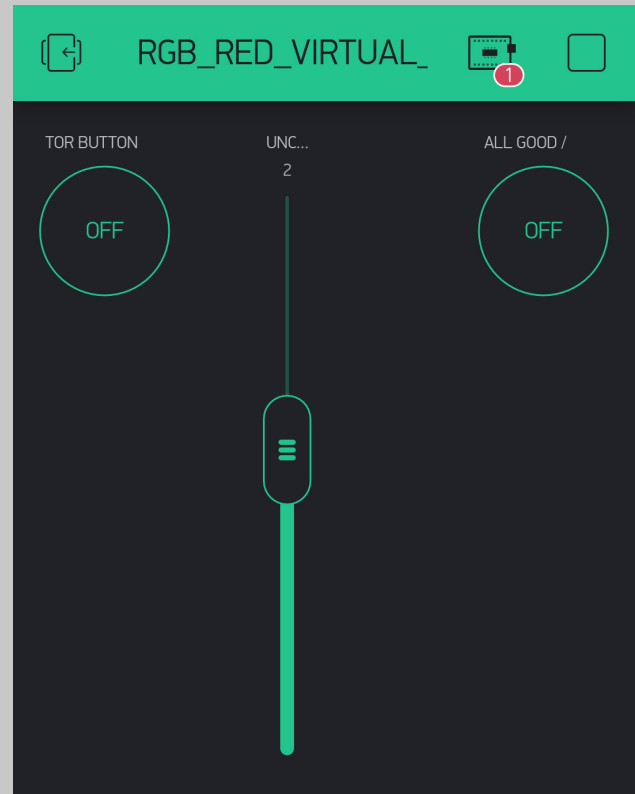 RGB_RED_VIRTUAL_
1
TOR BUTTON
UNC...
ALL GOOD /
2
OFF
OFF